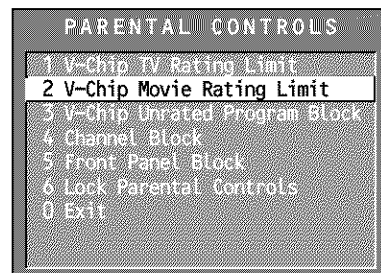 PARENTAL CONTROLS
1 V-Chip TV Rating Limit
2 V-Chip Movie Rating Limit
3 V-Chip Unrated Program Block
4 Channel Block
5 Front Panel Block
6 Lock Parental Controls
0 Exit